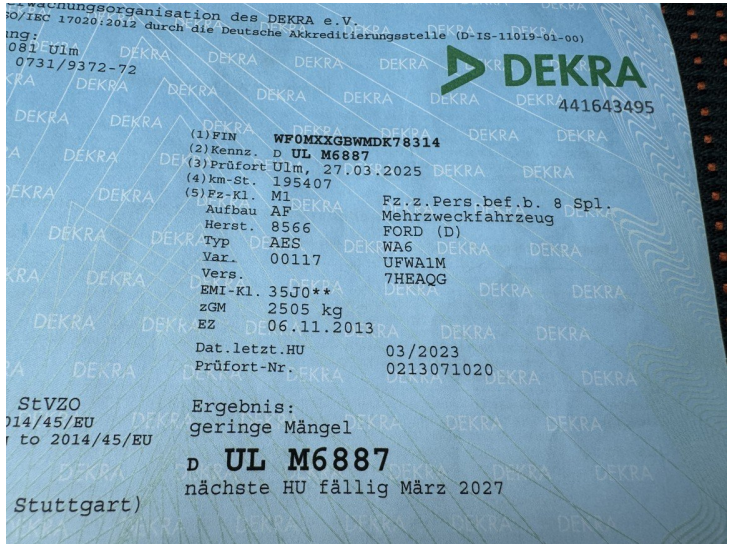 rwachungsorganisation des DEKRA e.V.
SO/IEC 17020:2012 durch die Deutsche Akkreditierungsstelle (D-IS-11019-01-00)
ung:
081 Ulm
0731/9372-72
DEKRA
441643495
(1)FIN WF0MXXGBWMDK78314
(2)Kennz. D UL M6887
(3)Prüfort Ulm, 27.03.2025
(4)km-St. 195407
(5)Fz-Kl. M1 Fz.z.Pers.bef.b. 8 Spl.
Aufbau AF Mehrzweckfahrzeug
Herst. 8566 FORD (D)
Typ AES WA6
Var. 00117 UFWA1M
Vers. 7HEAQG
EMI-Kl. 35J0**
zGM 2505 kg
EZ 06.11.2013
Dat.letzt.HU 03/2023
Prüfort-Nr. 0213071020
StVZO
014/45/EU
g to 2014/45/EU
Stuttgart)
Ergebnis:
geringe Mängel
D UL M6887
nächste HU fällig März 2027